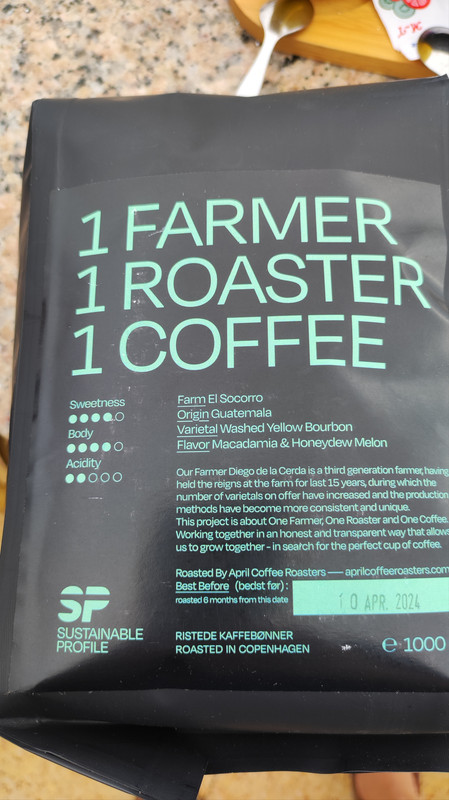 1 FARMER
1 ROASTER
1 COFFEE
Sweetness
Body
Acidity
Farm El Socorro
Origin Guatemala
Varietal Washed Yellow Bourbon
Flavor Macadamia & Honeydew Melon
Our Farmer Diego de la Cerda is a third generation farmer, having
held the reigns at the farm for last 15 years, during which the
number of varietals on offer have increased and the production
methods have become more consistent and unique.
This project is about One Farmer, One Roaster and One Coffee.
Working together in an honest and transparent way that allows
us to grow together - in search for the perfect cup of coffee.
Roasted By April Coffee Roasters — aprilcoffeeroasters.com
Best Before (bedst før):
roasted 6 months from this date
10 APR. 2024
SP
SUSTAINABLE
PROFILE
RISTEDE KAFFEBØNNER
ROASTED IN COPENHAGEN
℮ 1000